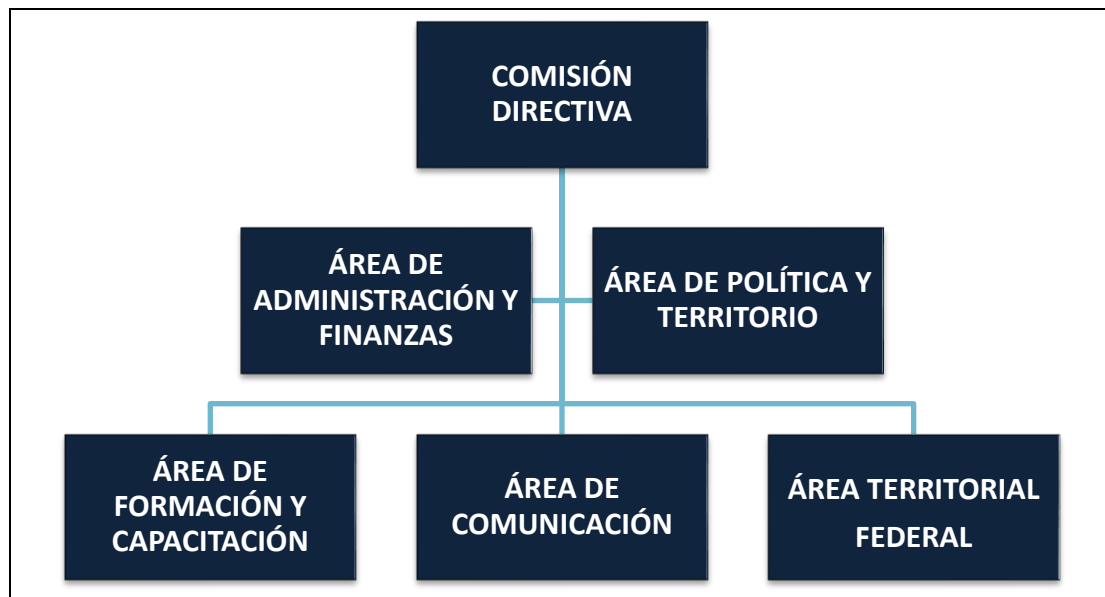 COMISIÓN
DIRECTIVA
ÁREA DE
ADMINISTRACIÓN Y
FINANZAS
ÁREA DE POLÍTICA Y
TERRITORIO
ÁREA DE
FORMACIÓN Y
CAPACITACIÓN
ÁREA DE
COMUNICACIÓN
ÁREA TERRITORIAL
FEDERAL